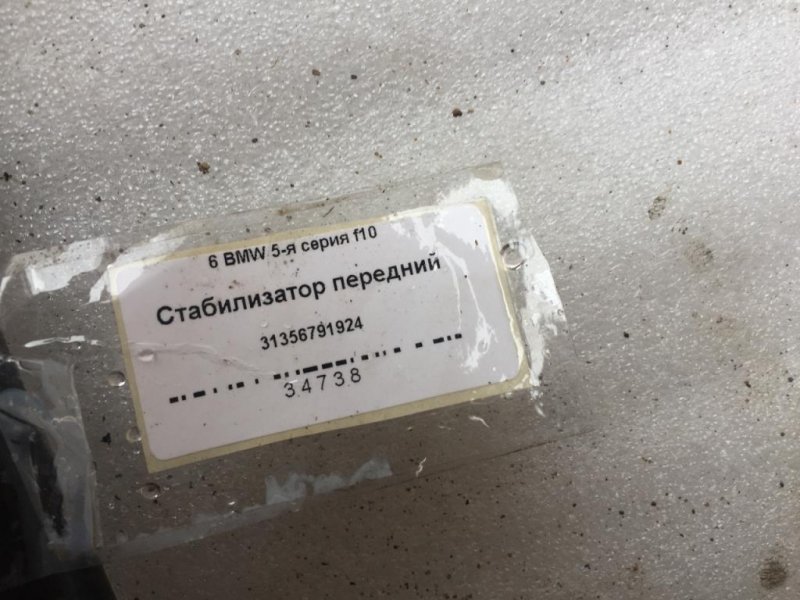 6 BMW 5-я серия f10
Стабилизатор передний
31356791924
34738